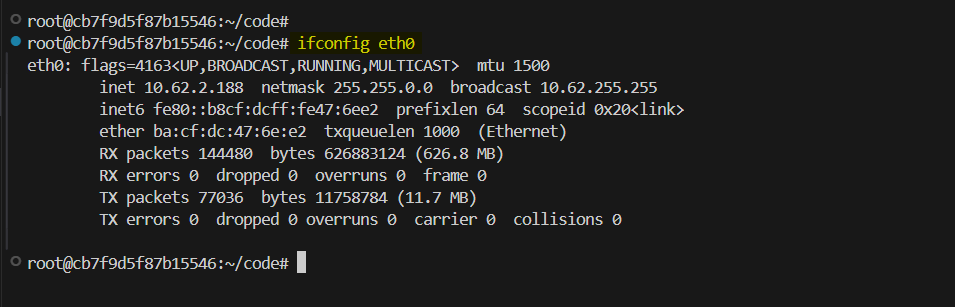 root@cb7f9d5f87b15546:~/code#
root@cb7f9d5f87b15546:~/code# ifconfig eth0
eth0: flags=4163<UP,BROADCAST,RUNNING,MULTICAST>  mtu 1500
        inet 10.62.2.188  netmask 255.255.0.0  broadcast 10.62.255.255
        inet6 fe80::b8cf:dcff:fe47:6ee2  prefixlen 64  scopeid 0x20<link>
        ether ba:cf:dc:47:6e:e2  txqueuelen 1000  (Ethernet)
        RX packets 144480  bytes 626883124 (626.8 MB)
        RX errors 0  dropped 0  overruns 0  frame 0
        TX packets 77036  bytes 11758784 (11.7 MB)
        TX errors 0  dropped 0 overruns 0  carrier 0  collisions 0
root@cb7f9d5f87b15546:~/code#